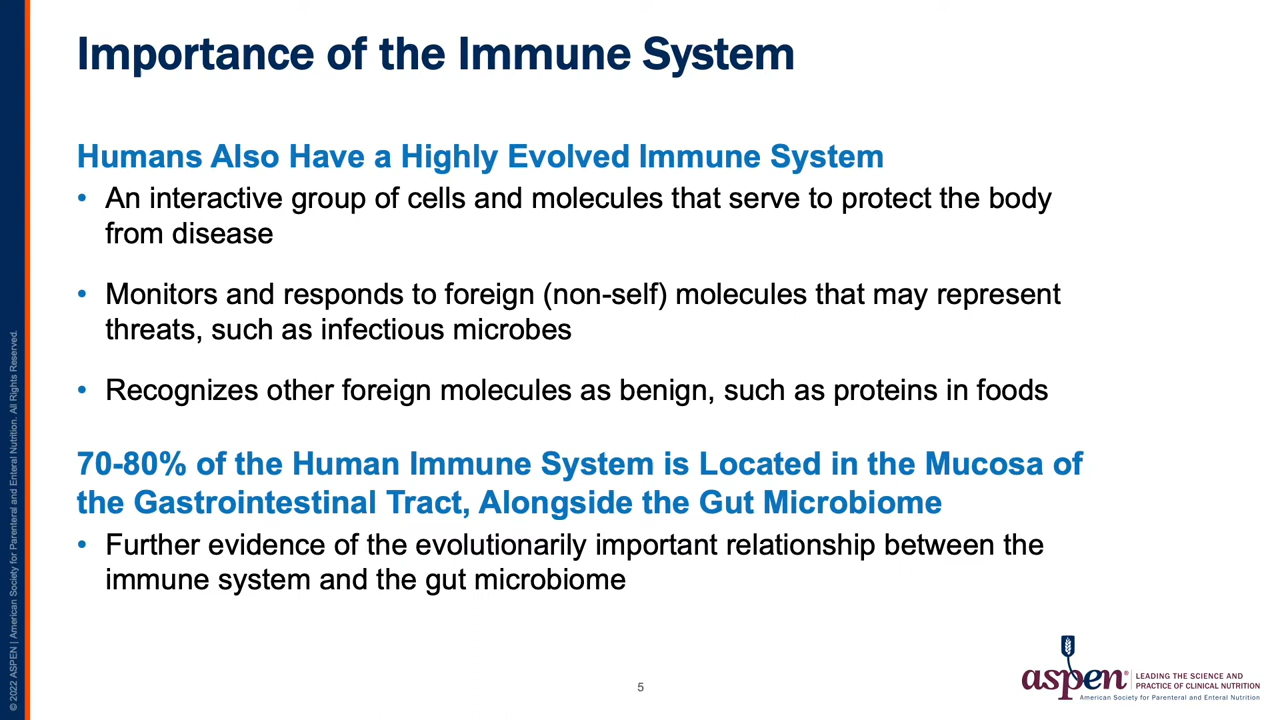 Importance of the Immune System
Humans Also Have a Highly Evolved Immune System
• An interactive group of cells and molecules that serve to protect the body
from disease
• Monitors and responds to foreign (non-self) molecules that may represent
threats, such as infectious microbes
• Recognizes other foreign molecules as benign, such as proteins in foods
70-80% of the Human Immune System is Located in the Mucosa of
the Gastrointestinal Tract, Alongside the Gut Microbiome
• Further evidence of the evolutionarily important relationship between the
immune system and the gut microbiome
© 2022 ASPEN | American Society for Parenteral and Enteral Nutrition. All Rights Reserved.
5
aspen®
LEADING THE SCIENCE AND
PRACTICE OF CLINICAL NUTRITION
American Society for Parenteral and Enteral Nutrition